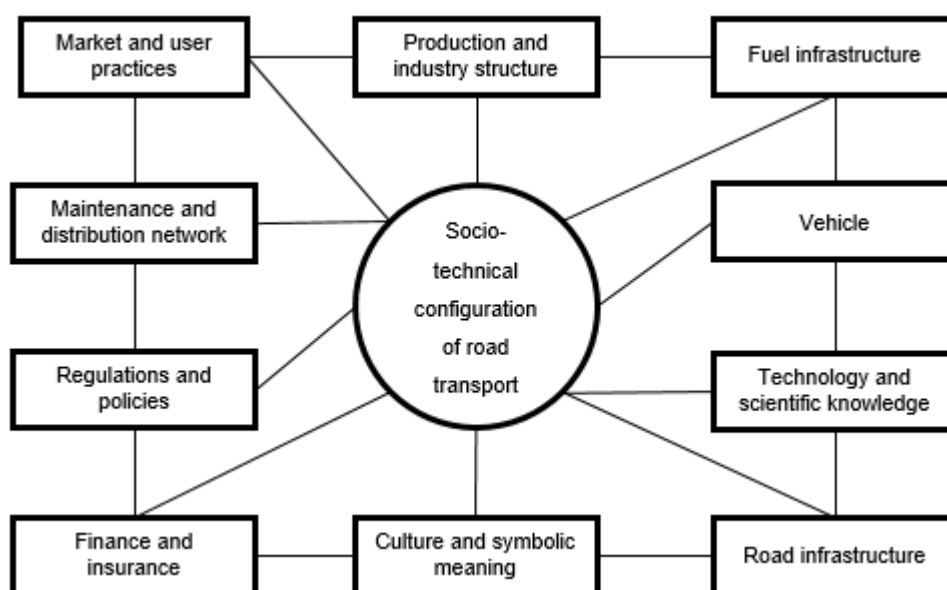 Market and user
practices
Production and
industry structure
Fuel infrastructure
Maintenance and
distribution network
Socio-
technical
configuration
of road
transport
Vehicle
Regulations and
policies
Technology and
scientific knowledge
Finance and
insurance
Culture and symbolic
meaning
Road infrastructure